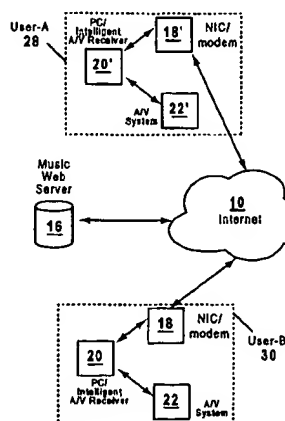 User-A
28
PC/
Intelligent
A/V Receiver
20'
18'
NIC/
modem
22'
A/V
System
Music
Web
Server
16
10
Internet
18
NIC/
modem
20
PC/
Intelligent
A/V Receiver
22
A/V
System
User-B
30